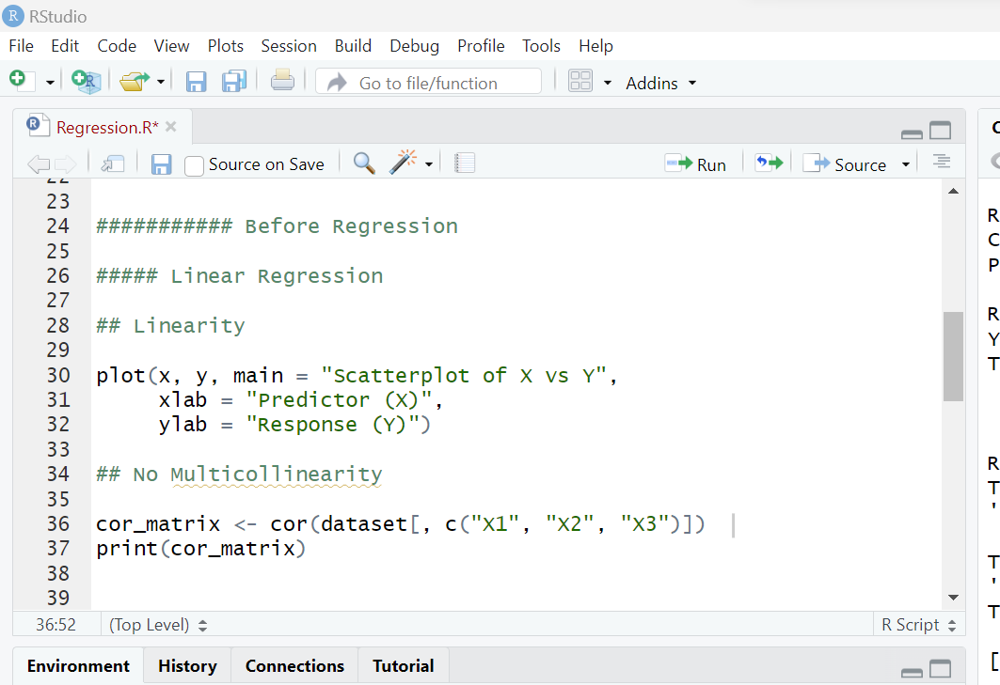 R RStudio
File Edit Code View Plots Session Build Debug Profile Tools Help
R Go to file/function Addins
R Regression.R*
Source on Save Run Source
23
24 ########### Before Regression
25
26 ##### Linear Regression
27
28 ## Linearity
29
30 plot(x, y, main = "Scatterplot of X vs Y",
31 xlab = "Predictor (X)",
32 ylab = "Response (Y)")
33
34 ## No Multicollinearity
35
36 cor_matrix <- cor(dataset[, c("X1", "X2", "X3")])
37 print(cor_matrix)
38
39
36:52 (Top Level) R Script
Environment History Connections Tutorial
R
C
P
R
Y
T
R
T
'
T
'
T
[